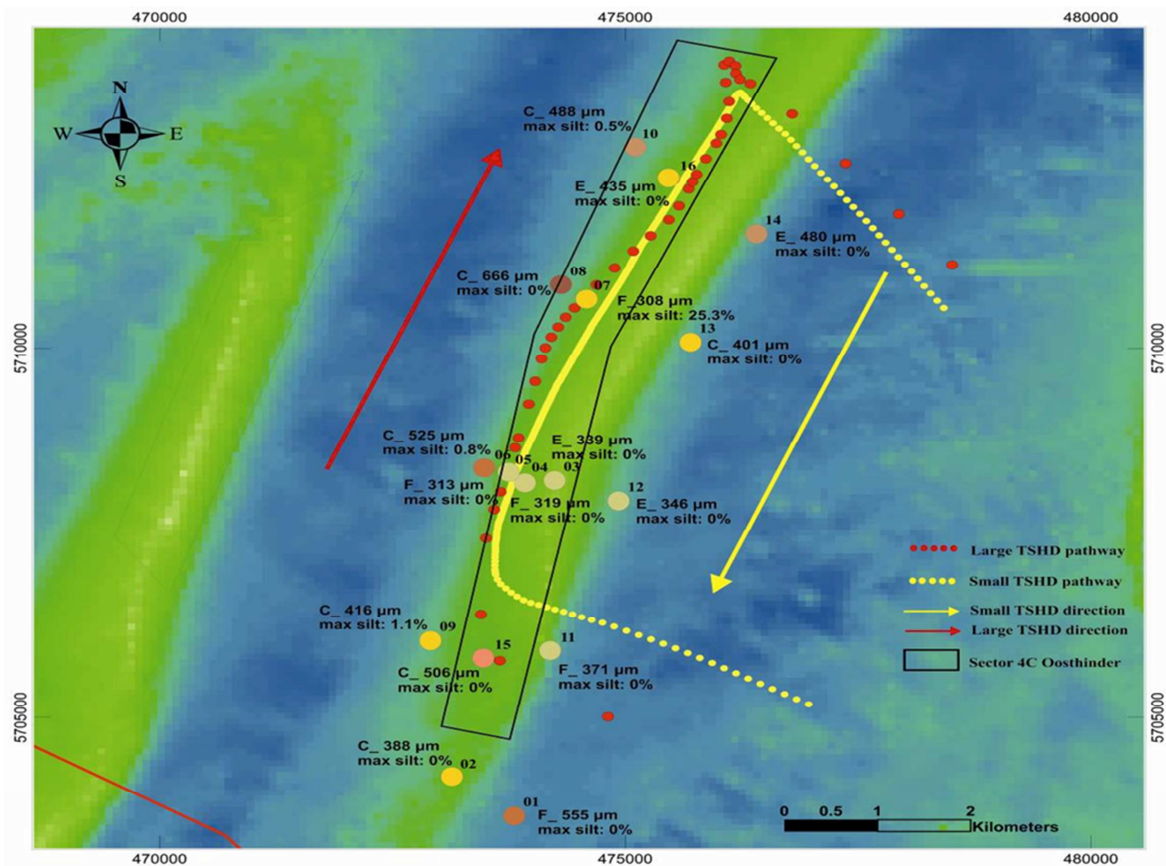 470000
475000
480000
N
W
E
S
C_ 488 µm
max silt: 0.5%
10
16
E_ 435 µm
max silt: 0%
14
E_ 480 µm
max silt: 0%
C_ 666 µm
max silt: 0%
08
07
F_308 µm
max silt: 25.3%
13
C_ 401 µm
max silt: 0%
5710000
5710000
C_ 525 µm
max silt: 0.8%
06
05
04
03
E_ 339 µm
max silt: 0%
F_ 313 µm
max silt: 0%
F_ 319 µm
max silt: 0%
12
E_ 346 µm
max silt: 0%
Large TSHD pathway
Small TSHD pathway
Small TSHD direction
Large TSHD direction
Sector 4C Oosthinder
C_ 416 µm
max silt: 1.1%
09
15
C_ 506 µm
max silt: 0%
11
F_ 371 µm
max silt: 0%
5705000
5705000
C_ 388 µm
max silt: 0%
02
01
F_ 555 µm
max silt: 0%
0 0.5 1 2
Kilometers
470000
475000
480000